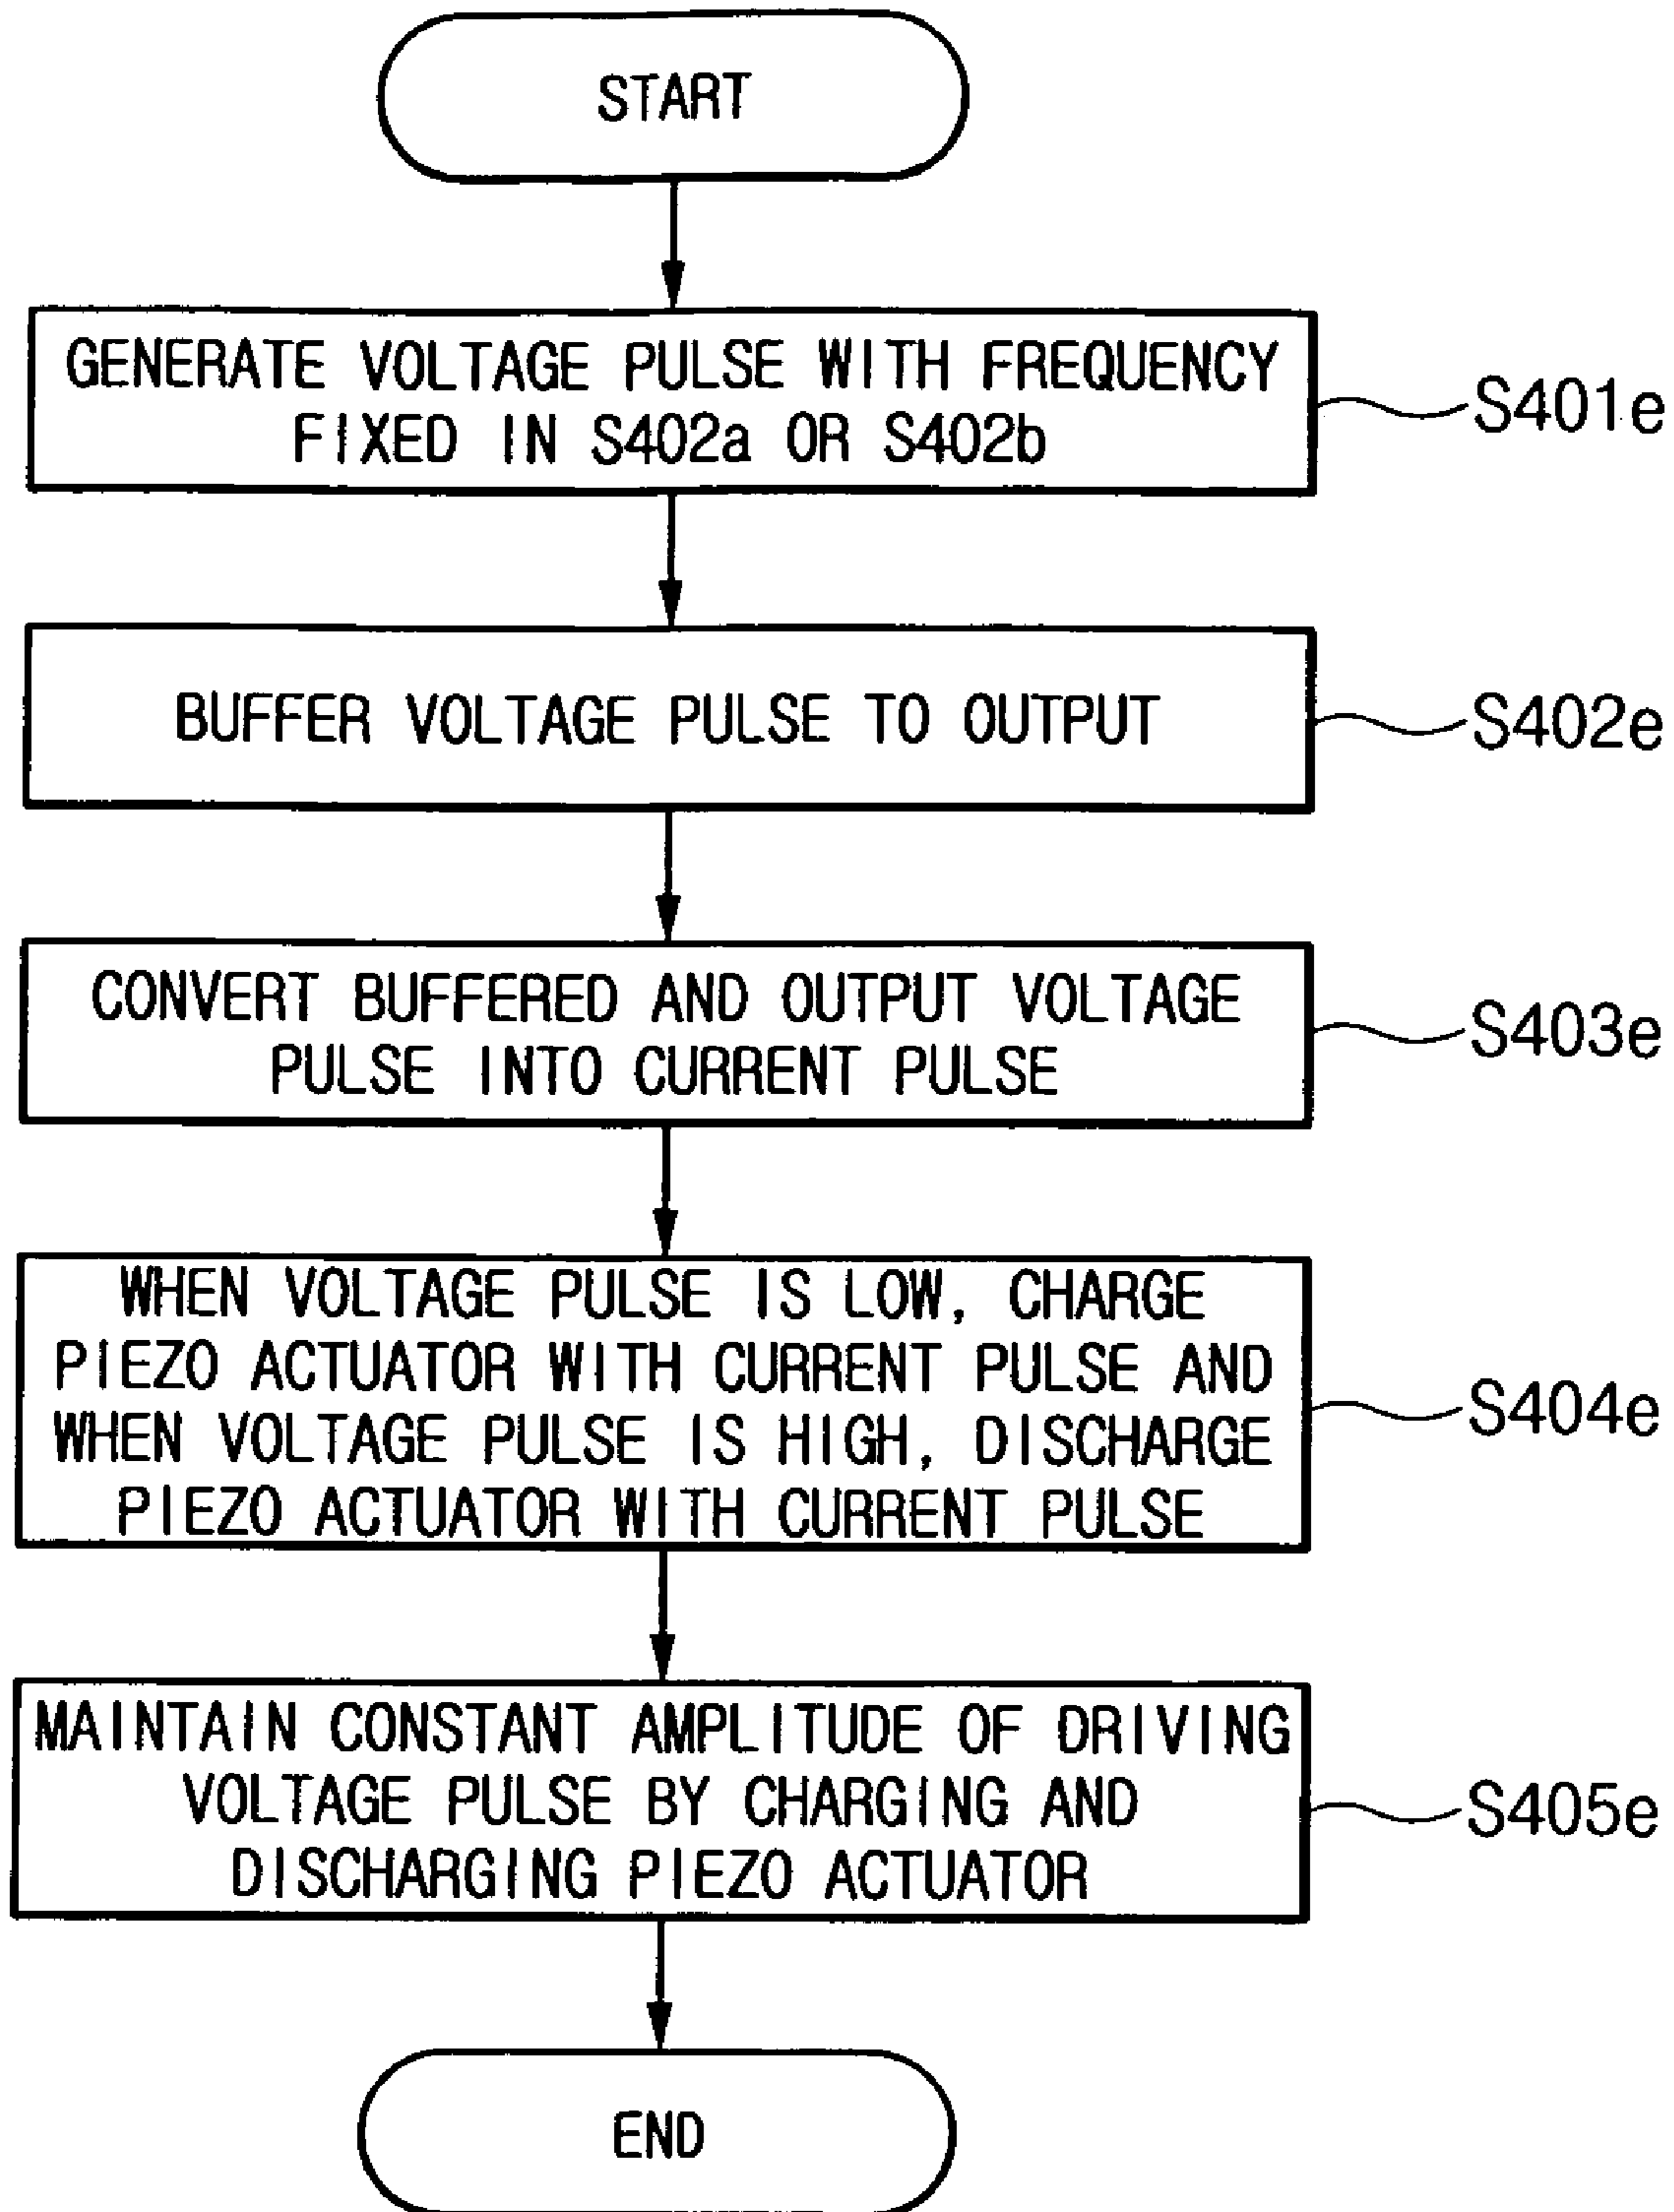 START
GENERATE VOLTAGE PULSE WITH FREQUENCY
FIXED IN S402a OR S402b
S401e
BUFFER VOLTAGE PULSE TO OUTPUT
S402e
CONVERT BUFFERED AND OUTPUT VOLTAGE
PULSE INTO CURRENT PULSE
S403e
WHEN VOLTAGE PULSE IS LOW, CHARGE
PIEZO ACTUATOR WITH CURRENT PULSE AND
WHEN VOLTAGE PULSE IS HIGH, DISCHARGE
PIEZO ACTUATOR WITH CURRENT PULSE
S404e
MAINTAIN CONSTANT AMPLITUDE OF DRIVING
VOLTAGE PULSE BY CHARGING AND
DISCHARGING PIEZO ACTUATOR
S405e
END